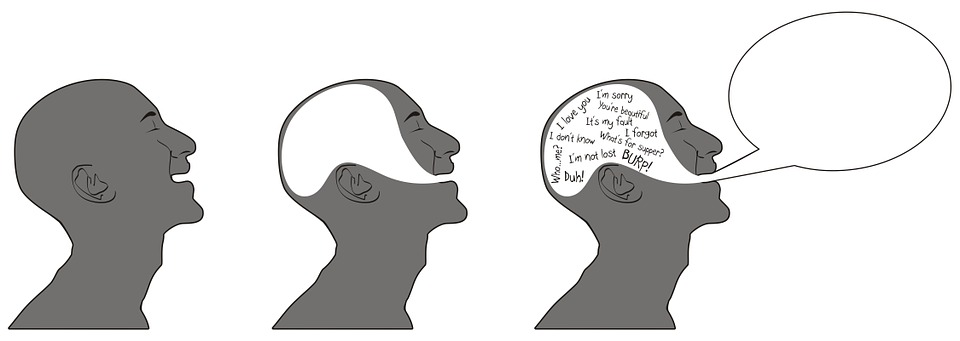 I'm sorry
I love you
You're beautiful
It's my fault
I forgot
I don't know
What's for supper?
Who...me?
I'm not lost
BURP!
Duh!